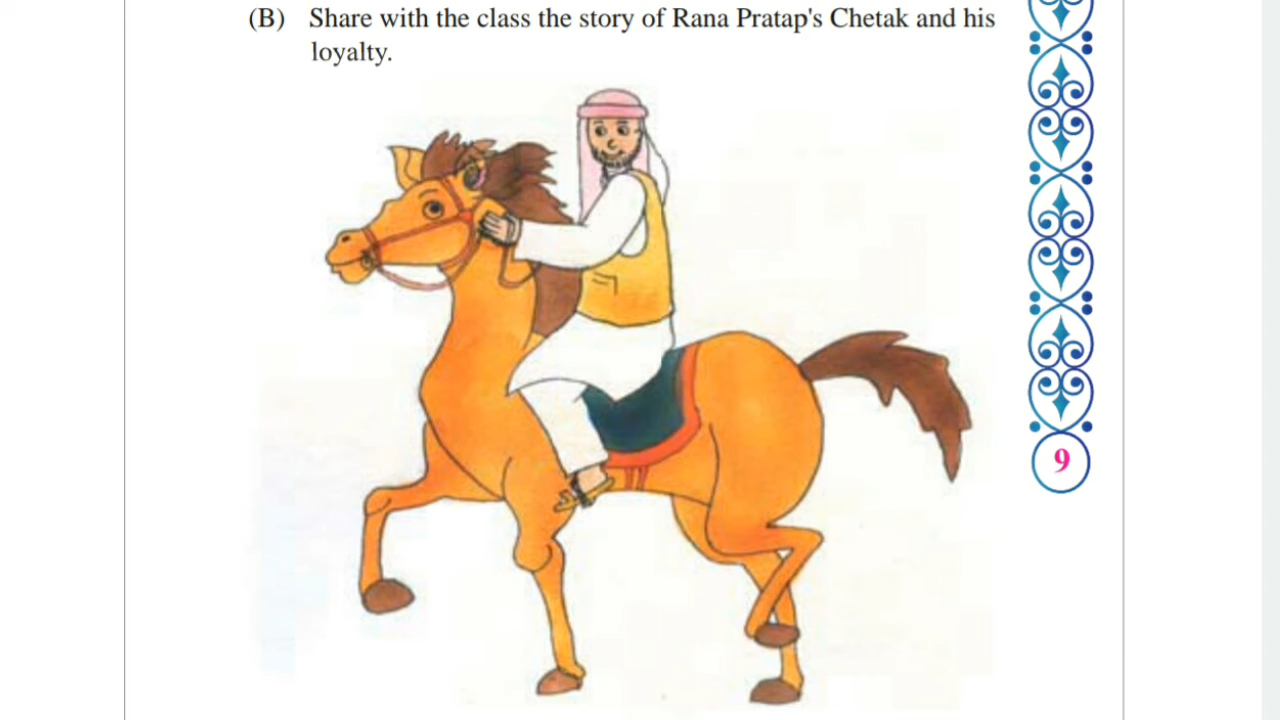 (B) Share with the class the story of Rana Pratap's Chetak and his
loyalty.
9